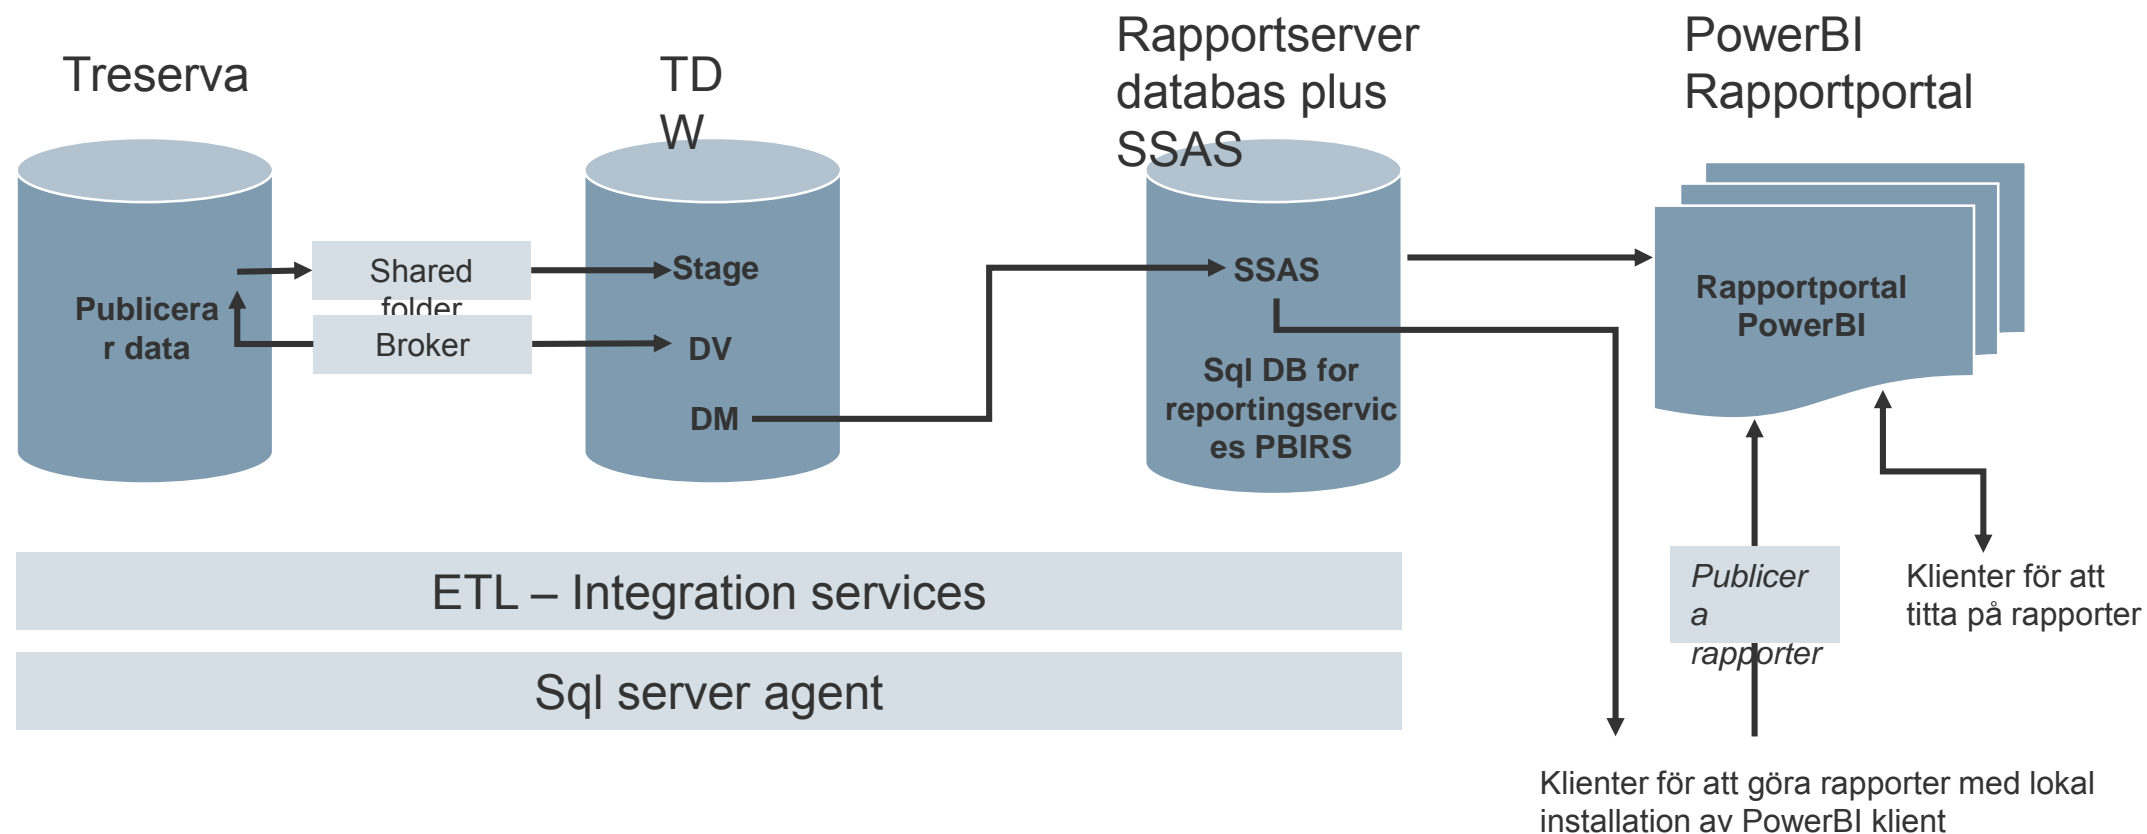 Treserva
TD
W
Rapportserver
databas plus
SSAS
PowerBI
Rapportportal
Publicera
r data
Shared
folder
Broker
Stage
DV
DM
SSAS
Sql DB for
reportingservic
es PBIRS
Rapportportal
PowerBI
ETL – Integration services
Sql server agent
Publicer
a
rapporter
Klienter för att
titta på rapporter
Klienter för att göra rapporter med lokal
installation av PowerBI klient